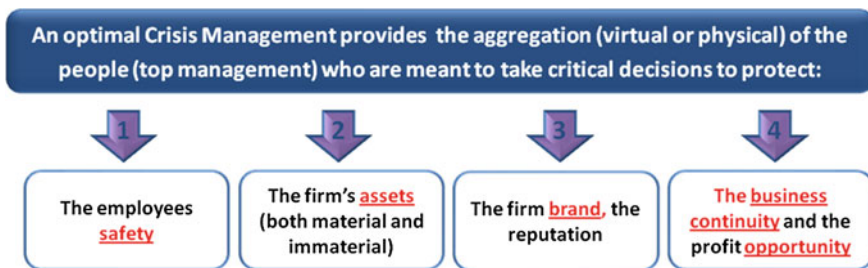 An optimal Crisis Management provides the aggregation (virtual or physical) of the
people (top management) who are meant to take critical decisions to protect:
1
2
3
4
The employees
safety
The firm's assets
(both material and
immaterial)
The firm brand, the
reputation
The business
continuity and the
profit opportunity